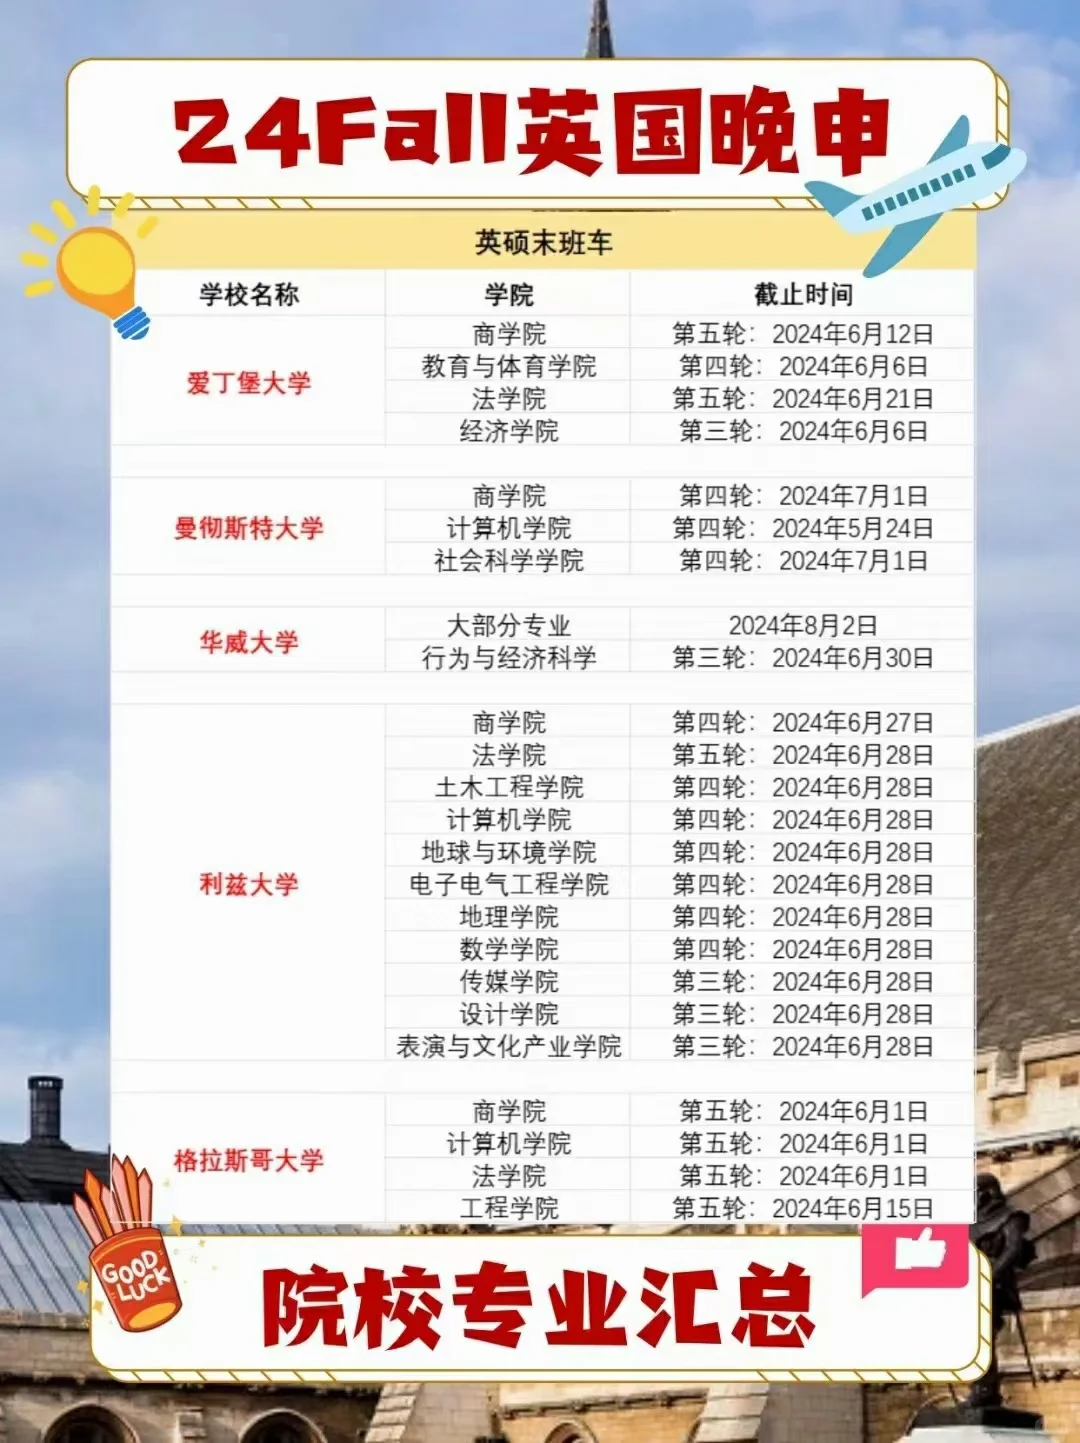 24Fall英国晚申
英硕末班车
学校名称 学院 截止时间
爱丁堡大学
商学院 第五轮：2024年6月12日
教育与体育学院 第四轮：2024年6月6日
法学院 第五轮：2024年6月21日
经济学院 第三轮：2024年6月6日
曼彻斯特大学
商学院 第四轮：2024年7月1日
计算机学院 第四轮：2024年5月24日
社会科学学院 第四轮：2024年7月1日
华威大学
大部分专业 2024年8月2日
行为与经济科学 第三轮：2024年6月30日
利兹大学
商学院 第四轮：2024年6月27日
法学院 第五轮：2024年6月28日
土木工程学院 第四轮：2024年6月28日
计算机学院 第四轮：2024年6月28日
地球与环境学院 第四轮：2024年6月28日
电子电气工程学院 第四轮：2024年6月28日
地理学院 第四轮：2024年6月28日
数学学院 第四轮：2024年6月28日
传媒学院 第三轮：2024年6月28日
设计学院 第三轮：2024年6月28日
表演与文化产业学院 第三轮：2024年6月28日
格拉斯哥大学
商学院 第五轮：2024年6月1日
计算机学院 第五轮：2024年6月1日
法学院 第五轮：2024年6月1日
工程学院 第五轮：2024年6月15日
GOOD
LUCK
院校专业汇总